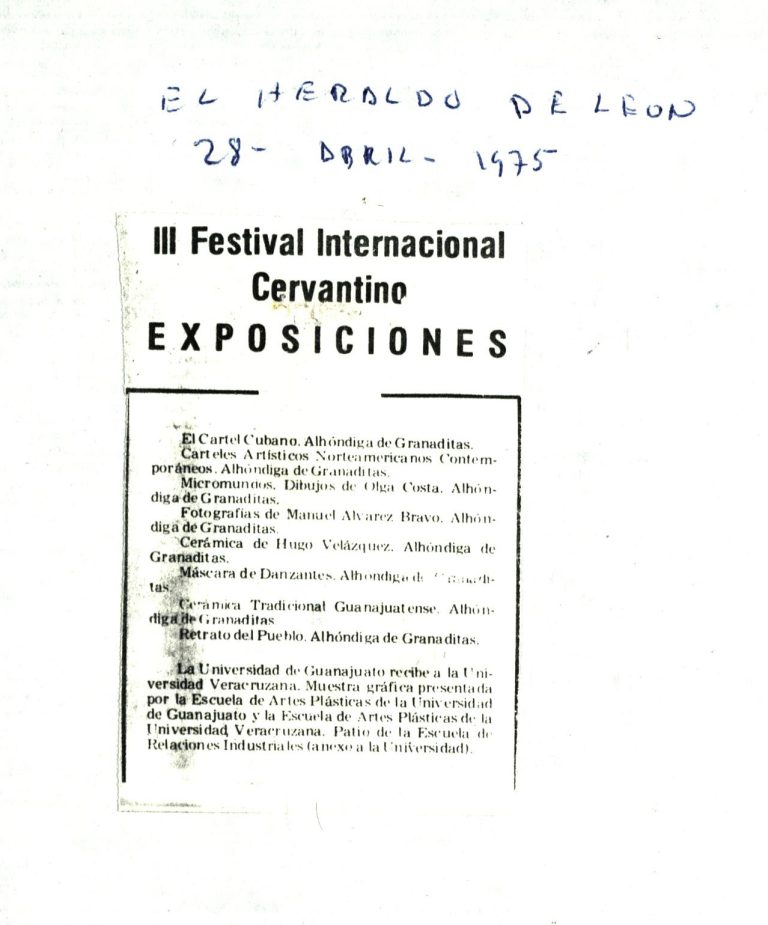 EL HERALDO DE LEON
28- ABRIL - 1975
III Festival Internacional
Cervantino
EXPOSICIONES
El Cartel Cubano. Alhóndiga de Granaditas.
Carteles Artísticos Norteamericanos Contem-
poráneos. Alhóndiga de Granaditas.
Micromundos. Dibujos de Olga Costa. Alhón-
diga de Granaditas.
Fotografías de Manuel Alvarez Bravo. Alhón-
diga de Granaditas.
Cerámica de Hugo Velázquez. Alhóndiga de
Granaditas.
Máscara de Danzantes. Alhóndiga de Granadi-
tas.
Cerámica Tradicional Guanajuatense. Alhón-
diga de Granaditas
Retrato del Pueblo. Alhóndiga de Granaditas.
La Universidad de Guanajuato recibe a la Uni-
versidad Veracruzana. Muestra gráfica presentada
por la Escuela de Artes Plásticas de la Universidad
de Guanajuato y la Escuela de Artes Plásticas de la
Universidad Veracruzana. Patio de la Escuela de
Relaciones Industriales (anexo a la Universidad).